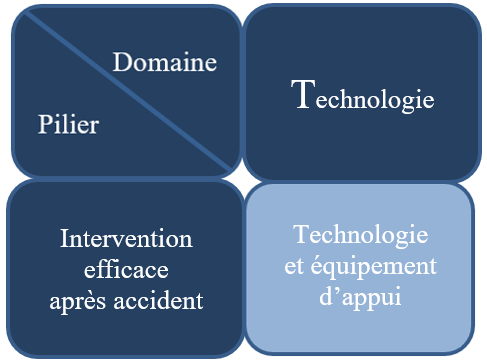 Domaine
Pilier
Technologie
Intervention
efficace
après accident
Technologie
et équipement
d’appui